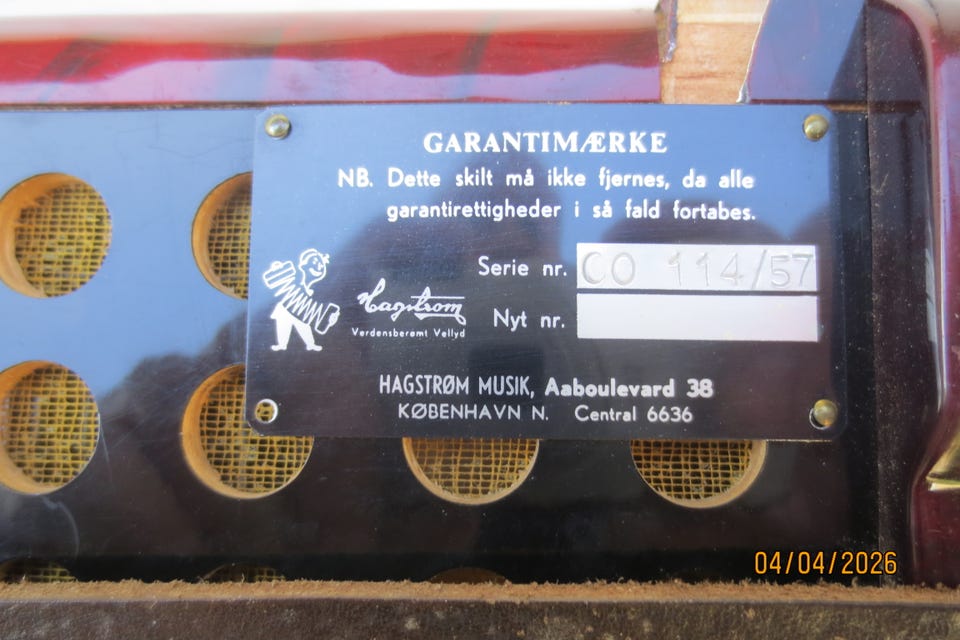 GARANTIMÆRKE
NB. Dette skilt må ikke fjernes, da alle
garantirettigheder i så fald fortabes.
Serie nr. CO 114/57
Hagstrom
Verdensberømt Vellyd
Nyt nr.
HAGSTRØM MUSIK, Aaboulevard 38
KØBENHAVN N. Central 6636
04/04/2026